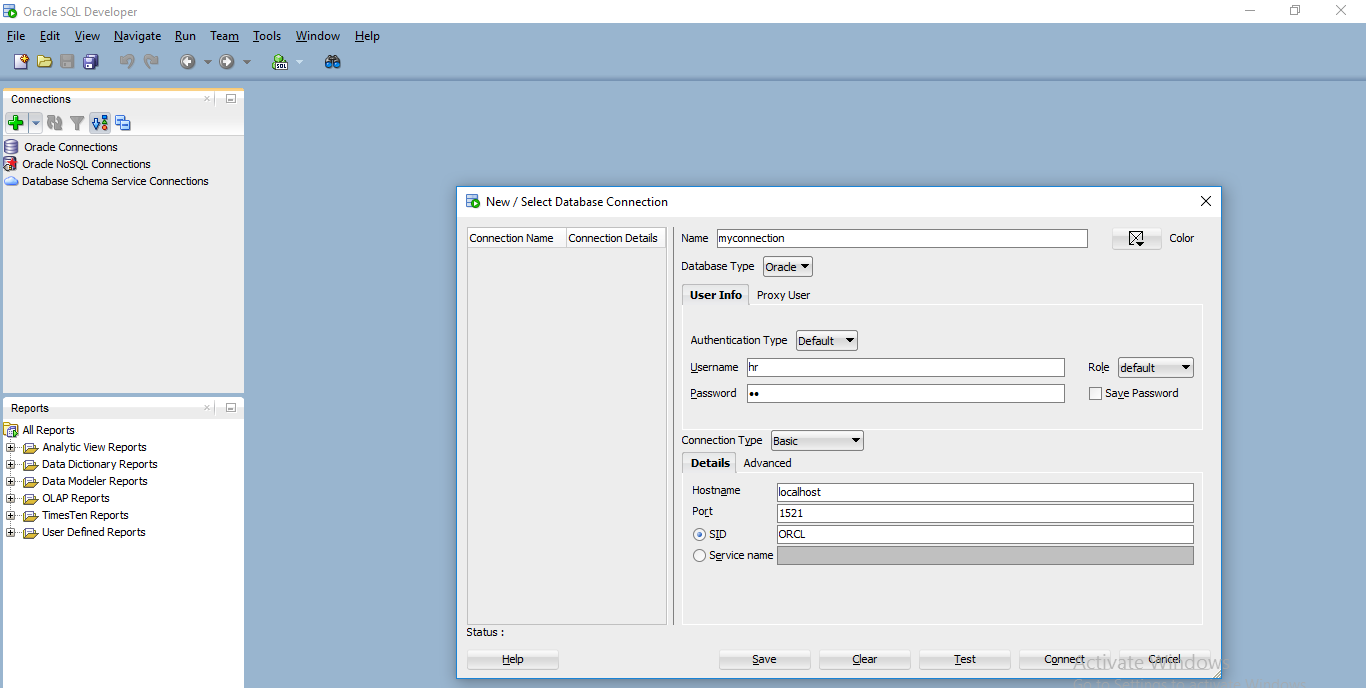 Oracle SQL Developer
File Edit View Navigate Run Team Tools Window Help
SQL
Connections
Oracle Connections
Oracle NoSQL Connections
Database Schema Service Connections
Reports
All Reports
Analytic View Reports
Data Dictionary Reports
Data Modeler Reports
OLAP Reports
TimesTen Reports
User Defined Reports
New / Select Database Connection
Connection Name Connection Details
Name myconnection Color
Database Type Oracle
User Info Proxy User
Authentication Type Default
Username hr Role default
Password •• Save Password
Connection Type Basic
Details Advanced
Hostname localhost
Port 1521
SID ORCL
Service name
Status :
Help Save Clear Test Connect Cancel
Activate Windows
Go to Settings to activate Windows